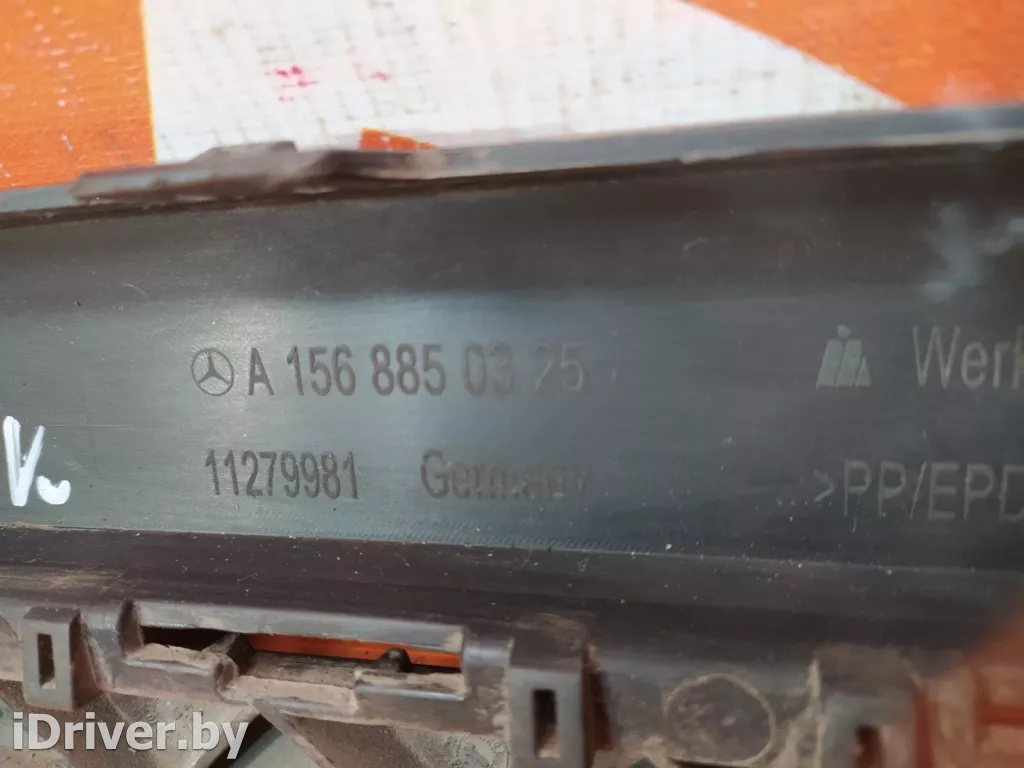 A 156 885 03 25
Werk
11279981 Germany
>PP/EPD
iDriver.by